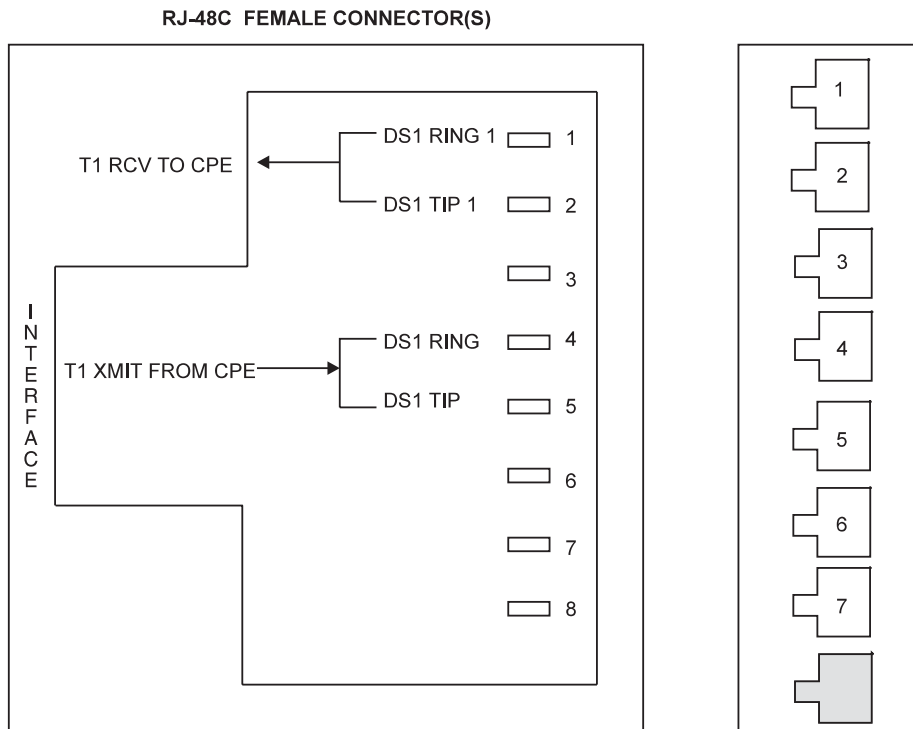 RJ-48C FEMALE CONNECTOR(S)
INTERFACE
T1 RCV TO CPE
DS1 RING 1
1
DS1 TIP 1
2
3
T1 XMIT FROM CPE
DS1 RING
4
DS1 TIP
5
6
7
8
1
2
3
4
5
6
7